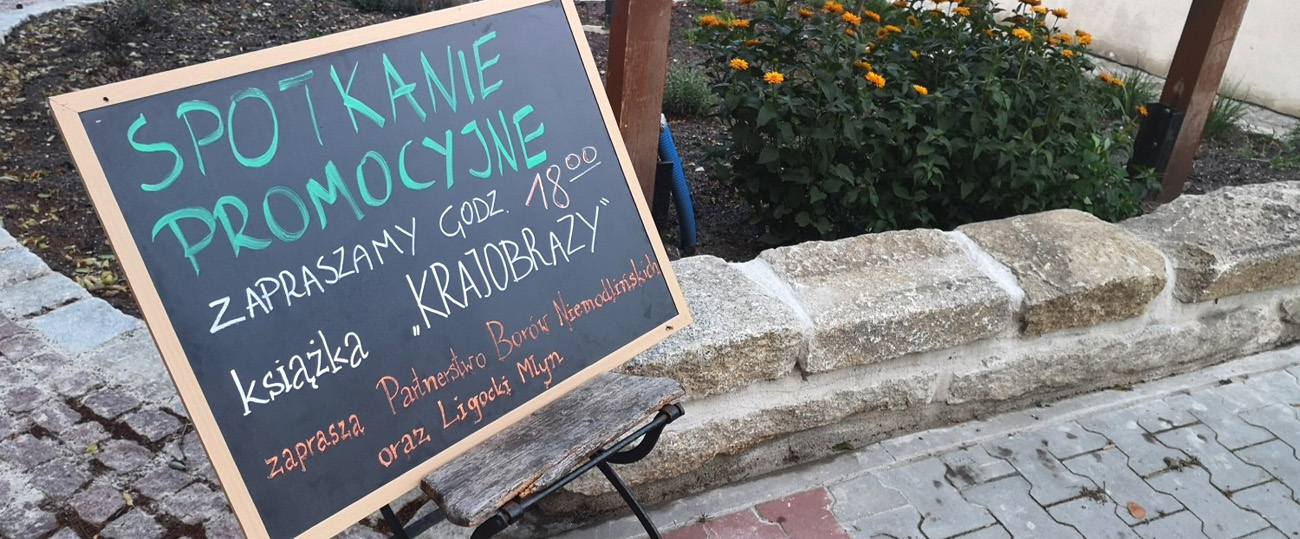 SPOTKANIE
PROMOCYJNE
ZAPRASZAMY GODZ. 18⁰⁰
książka „KRAJOBRAZY“
zaprasza Partnerstwo Borów Niemodlińskich
oraz Ligocki Młyn